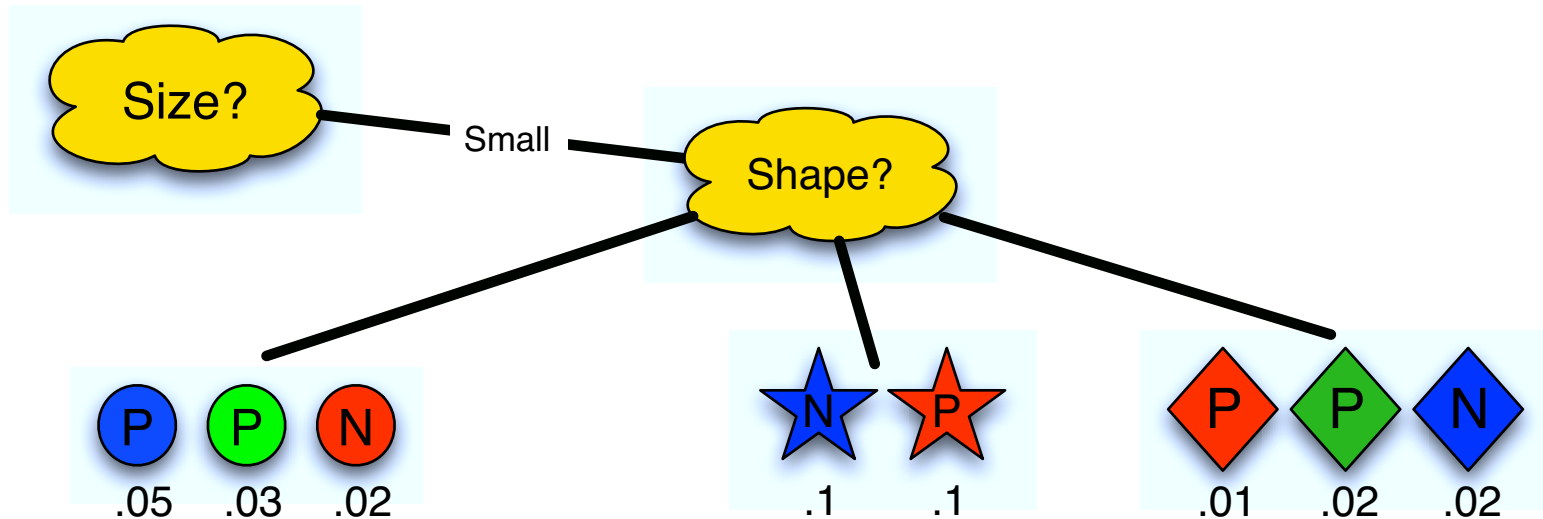 Size?
Small
Shape?
P P N
N P
P P N
.05 .03 .02
.1 .1
.01 .02 .02